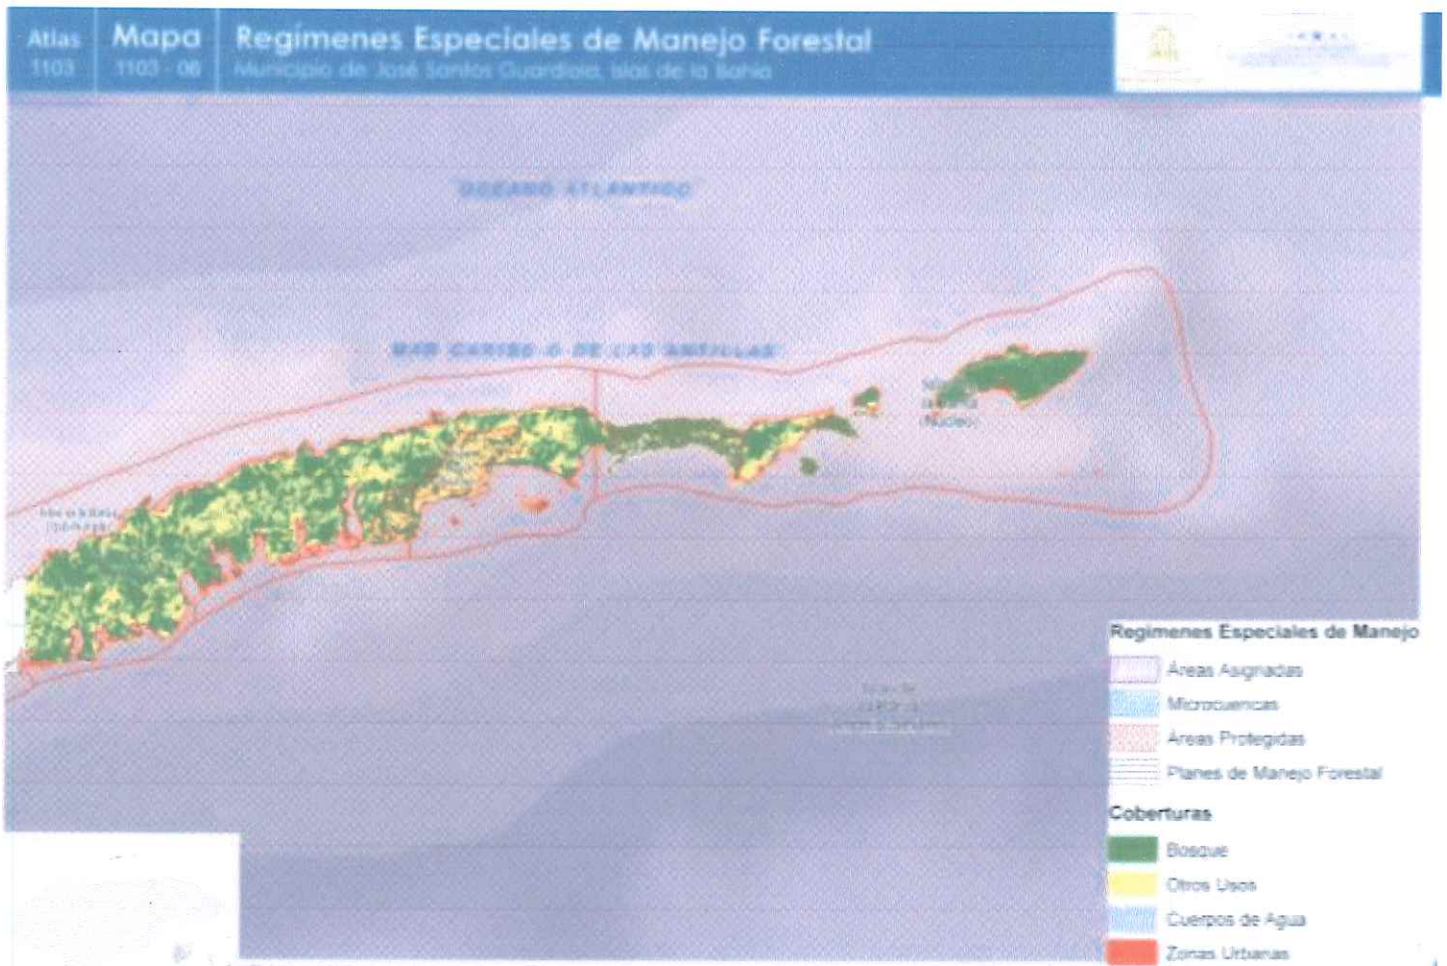 Atlas
1103
Mapa
1103 - 06
Regímenes Especiales de Manejo Forestal
Municipio de José Santos Guardiola, Islas de la Bahía
OCEANO ATLANTICO
MAR CARIBE O DE LAS ANTILLAS
(Núcleo)
Regimenes Especiales de Manejo
Áreas Asignadas
Microcuencas
Áreas Protegidas
Planes de Manejo Forestal
Coberturas
Bosque
Otros Usos
Cuerpos de Agua
Zonas Urbanas